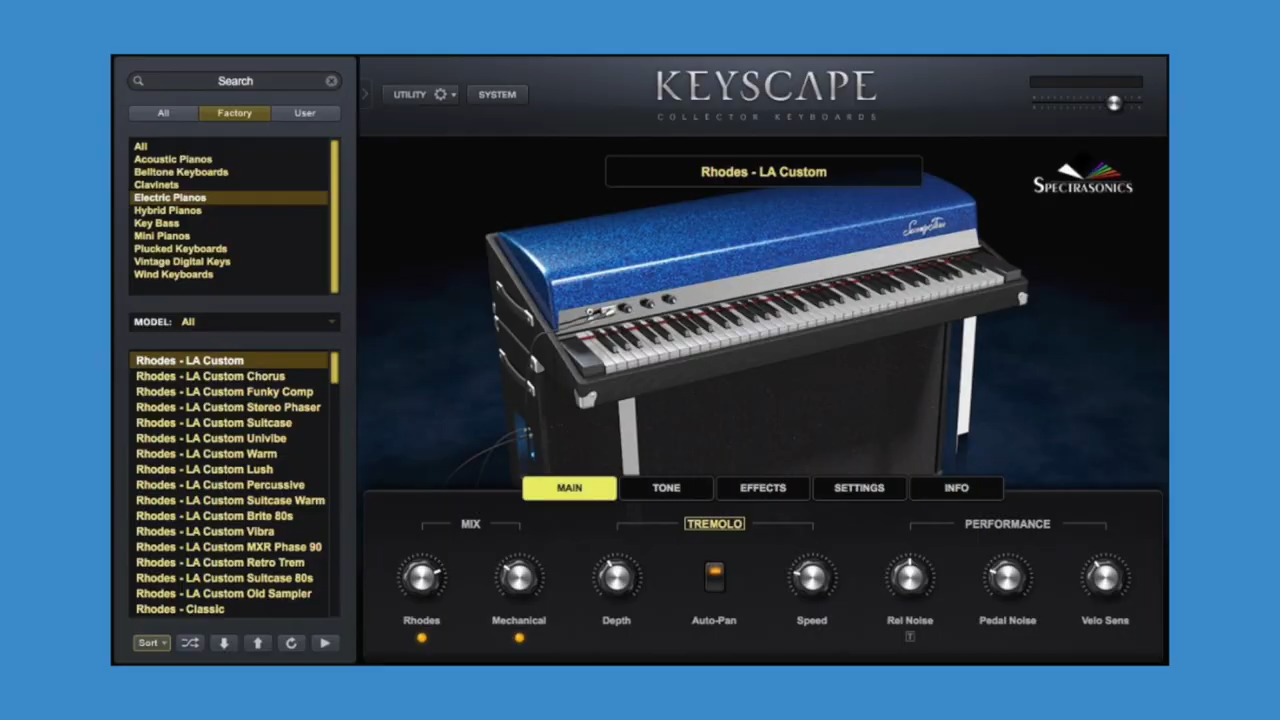 Search
All
Factory
User
All
Acoustic Pianos
Belltone Keyboards
Clavinets
Electric Pianos
Hybrid Pianos
Key Bass
Mini Pianos
Plucked Keyboards
Vintage Digital Keys
Wind Keyboards
MODEL: All
Rhodes - LA Custom
Rhodes - LA Custom Chorus
Rhodes - LA Custom Funky Comp
Rhodes - LA Custom Stereo Phaser
Rhodes - LA Custom Suitcase
Rhodes - LA Custom Univibe
Rhodes - LA Custom Warm
Rhodes - LA Custom Lush
Rhodes - LA Custom Percussive
Rhodes - LA Custom Suitcase Warm
Rhodes - LA Custom Brite 80s
Rhodes - LA Custom Vibra
Rhodes - LA Custom MXR Phase 90
Rhodes - LA Custom Retro Trem
Rhodes - LA Custom Suitcase 80s
Rhodes - LA Custom Old Sampler
Rhodes - Classic
Sort
UTILITY
SYSTEM
KEYSCAPE
COLLECTOR KEYBOARDS
Rhodes - LA Custom
SPECTRASONICS
MAIN
TONE
EFFECTS
SETTINGS
INFO
MIX
TREMOLO
PERFORMANCE
Rhodes
Mechanical
Depth
Auto-Pan
Speed
Rel Noise
Pedal Noise
Velo Sens
T